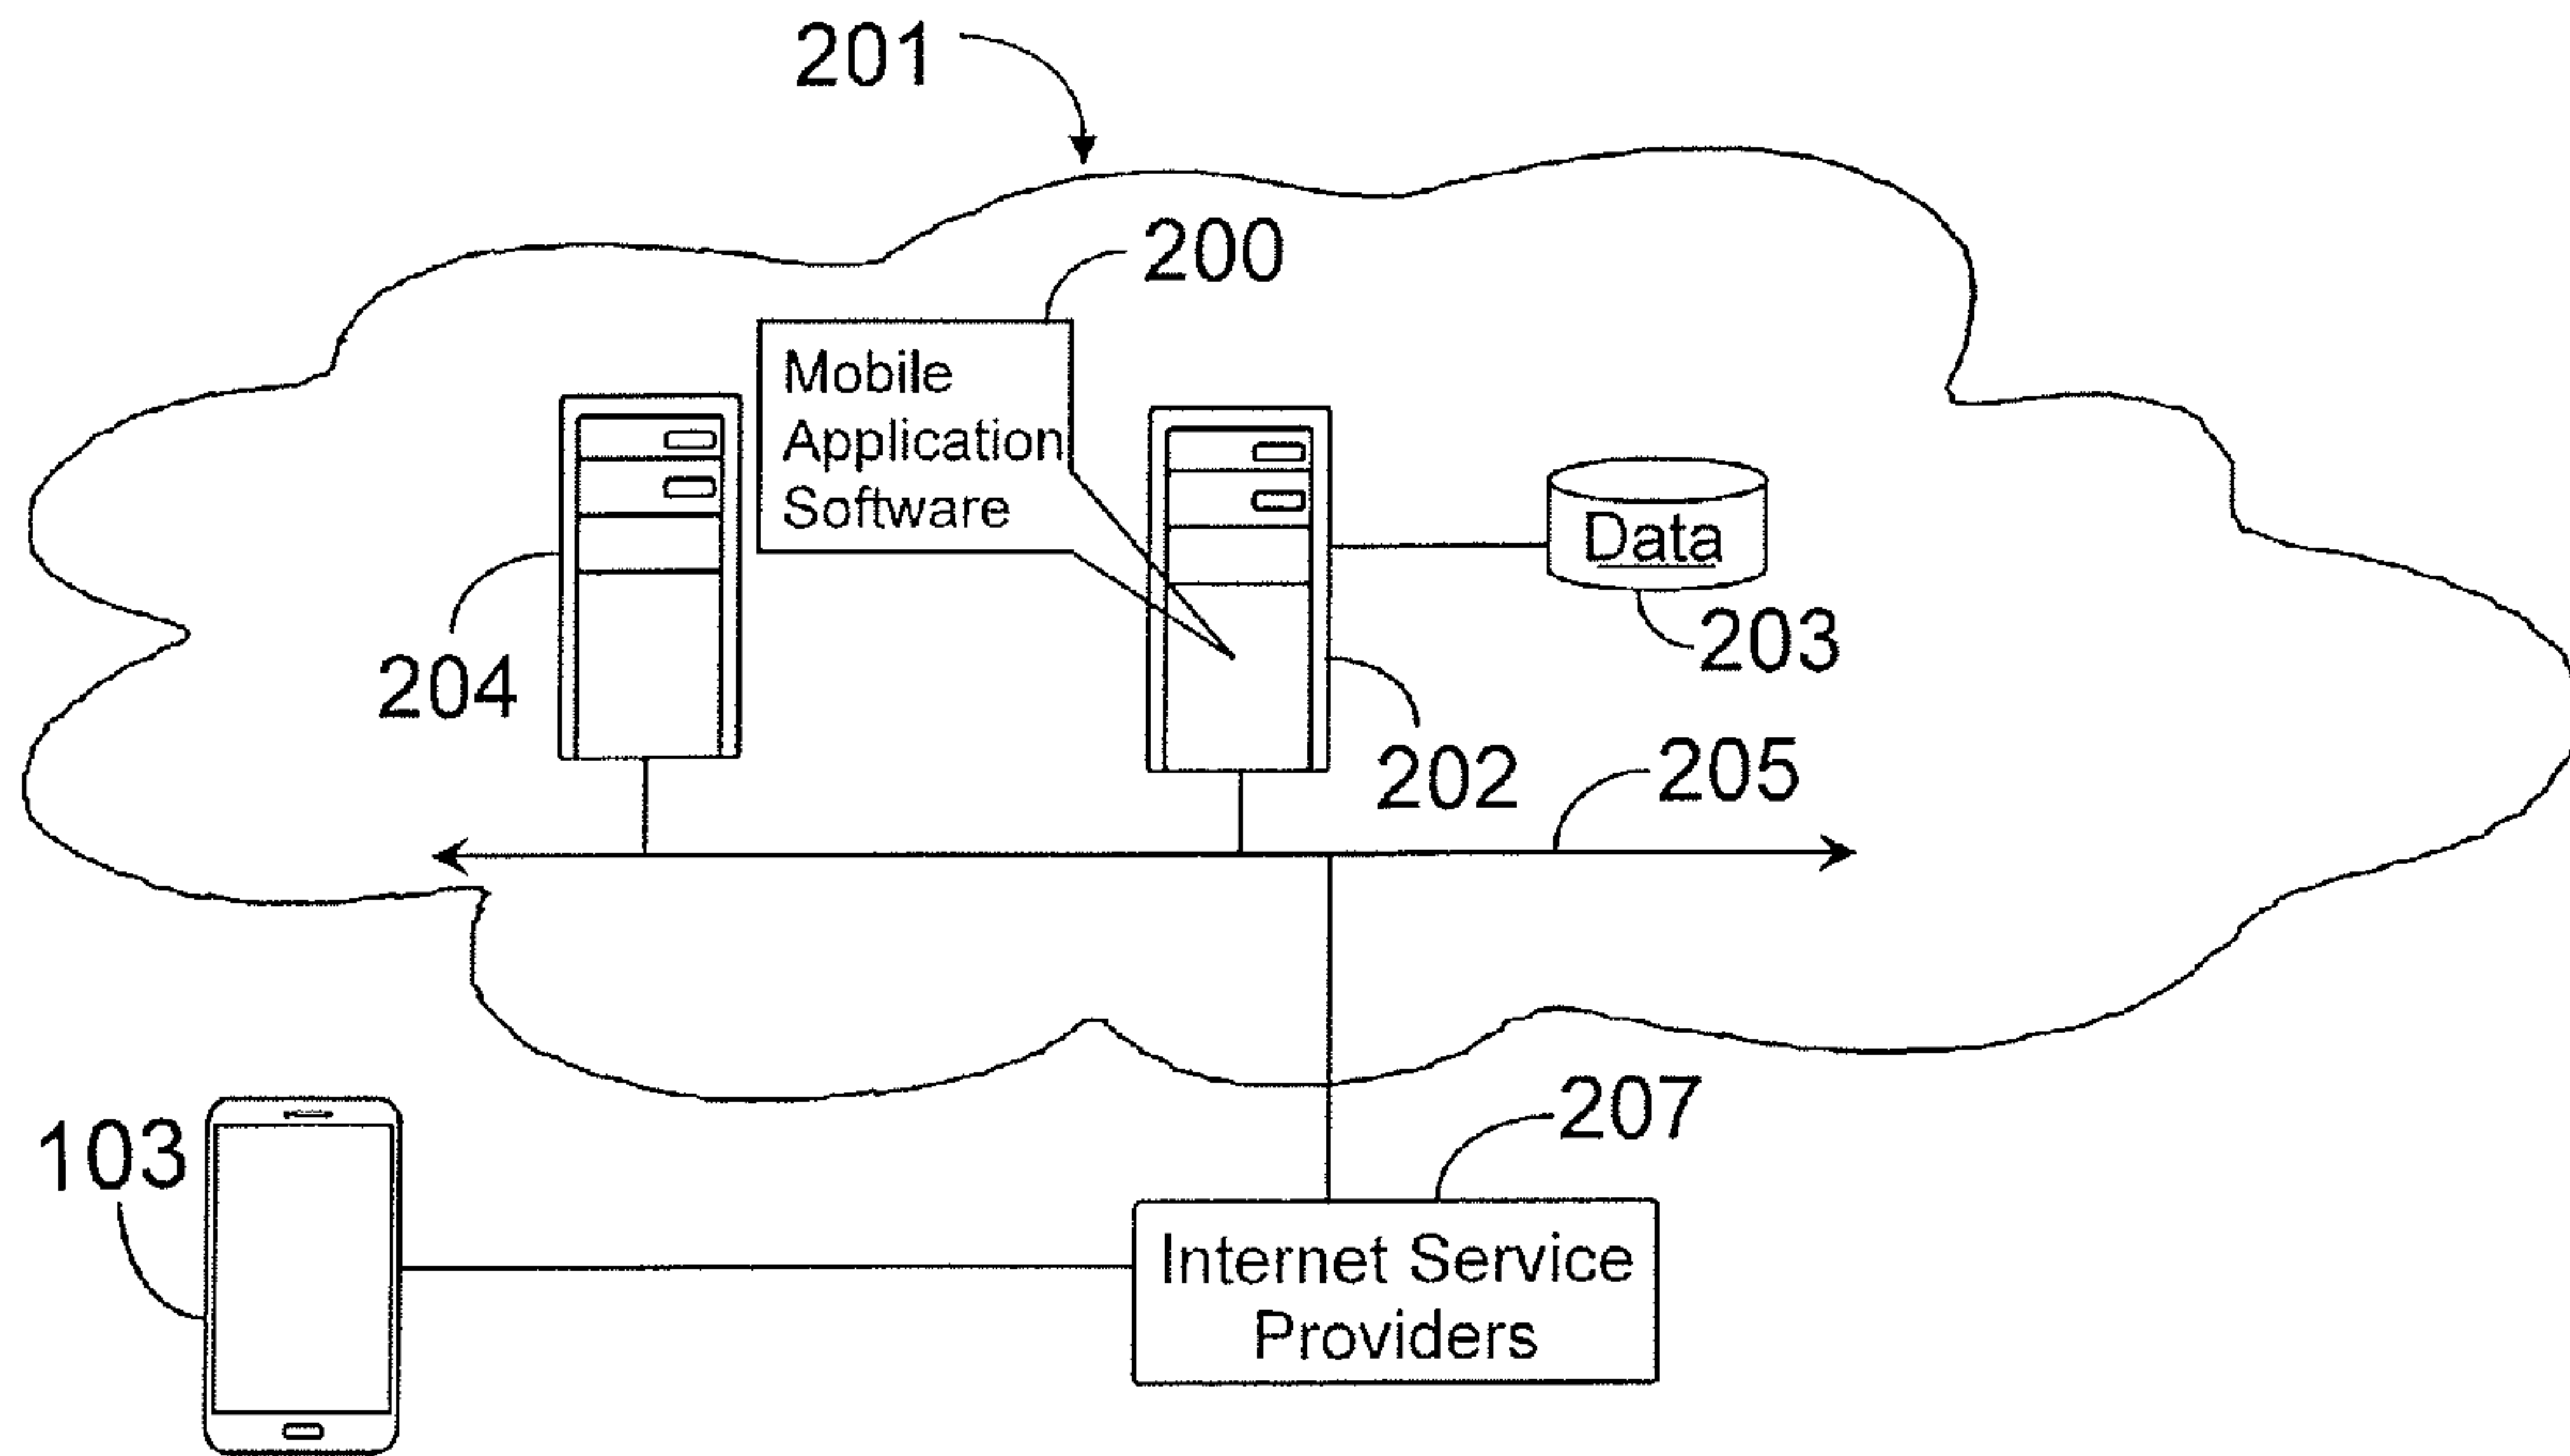 201
200
Mobile
Application
Software
Data
203
204
202
205
207
103
Internet Service
Providers